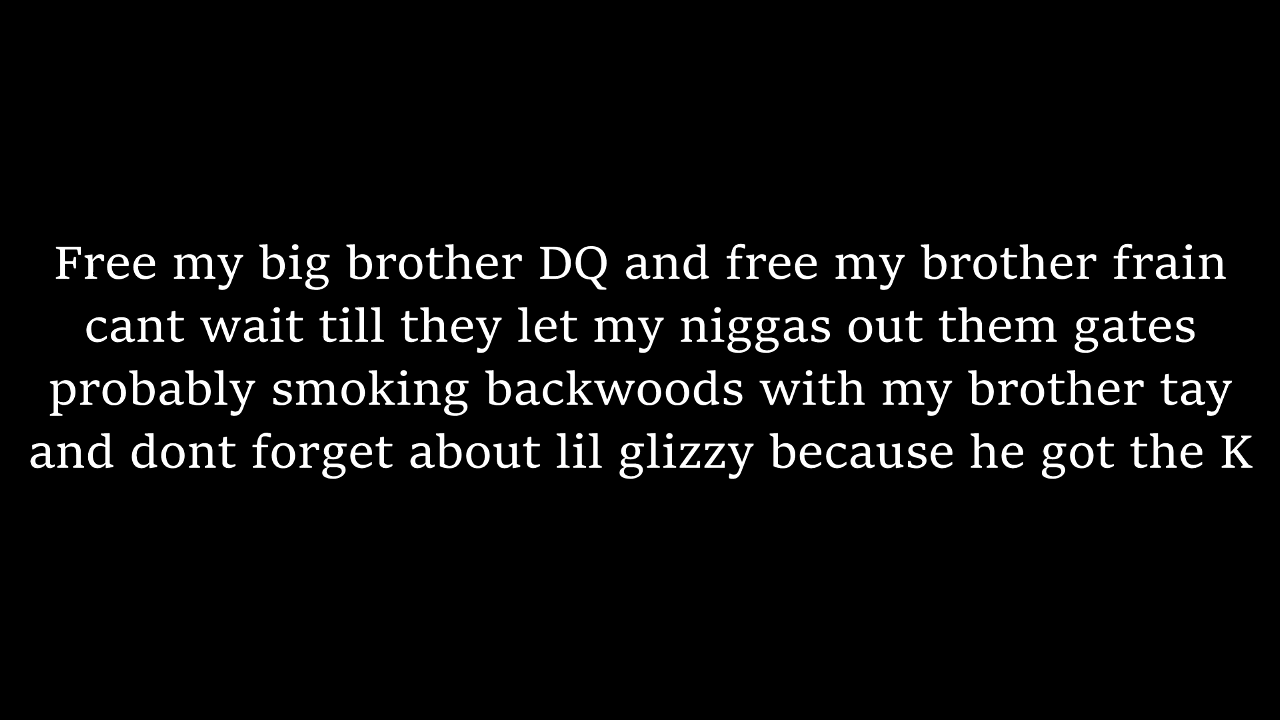 Free my big brother DQ and free my brother frain
cant wait till they let my niggas out them gates
probably smoking backwoods with my brother tay
and dont forget about lil glizzy because he got the K